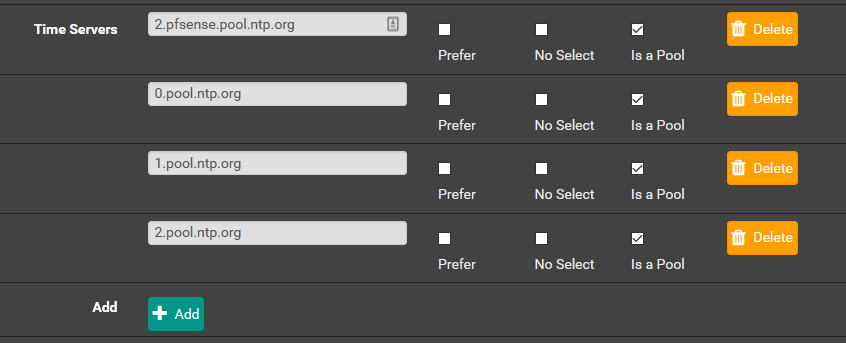 Time Servers 2.pfsense.pool.ntp.org Delete
Prefer No Select Is a Pool
0.pool.ntp.org Delete
Prefer No Select Is a Pool
1.pool.ntp.org Delete
Prefer No Select Is a Pool
2.pool.ntp.org Delete
Prefer No Select Is a Pool
Add Add